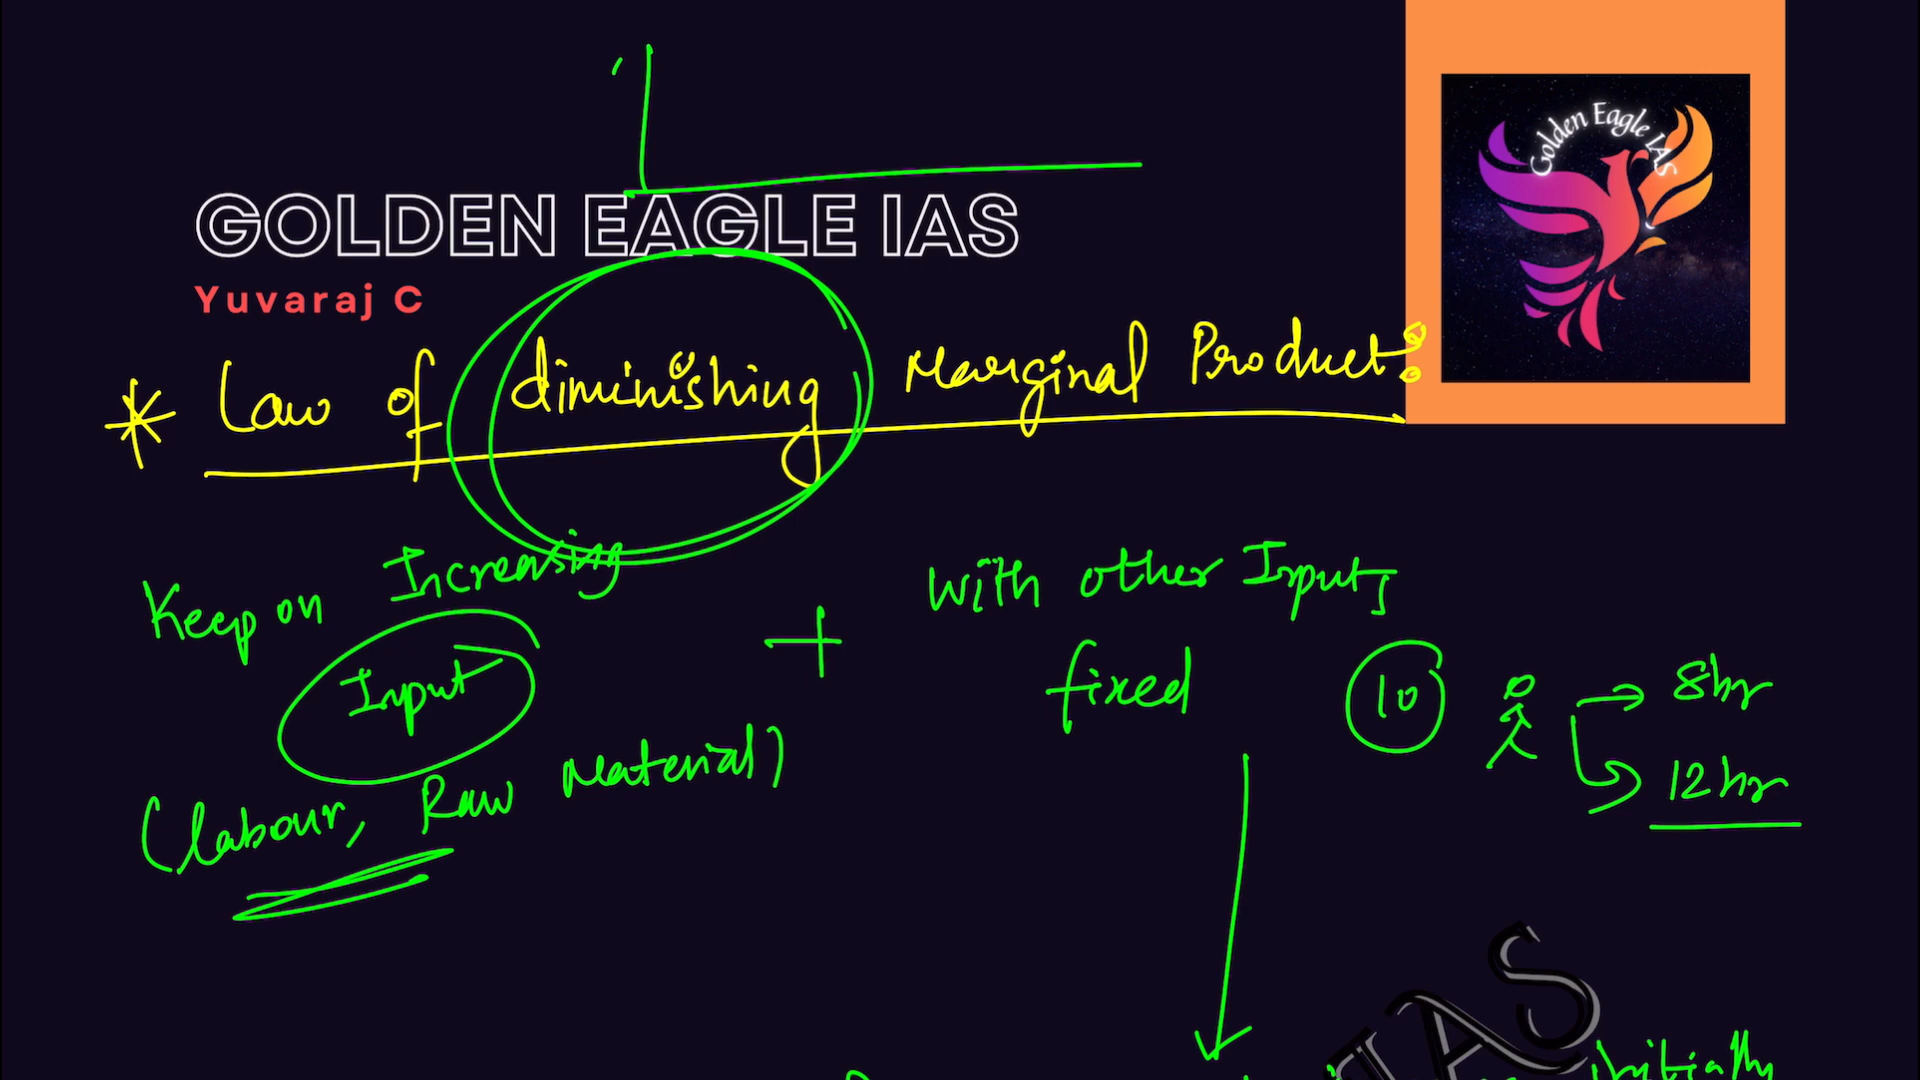 Golden Eagle IAS
GOLDEN EAGLE IAS
Yuvaraj C
* Law of diminishing Marginal Product:
Keep on Increasing
Input
(labour, Raw Material)
+
with other Inputs
fixed
10
8hr
12hr
IAS
initially